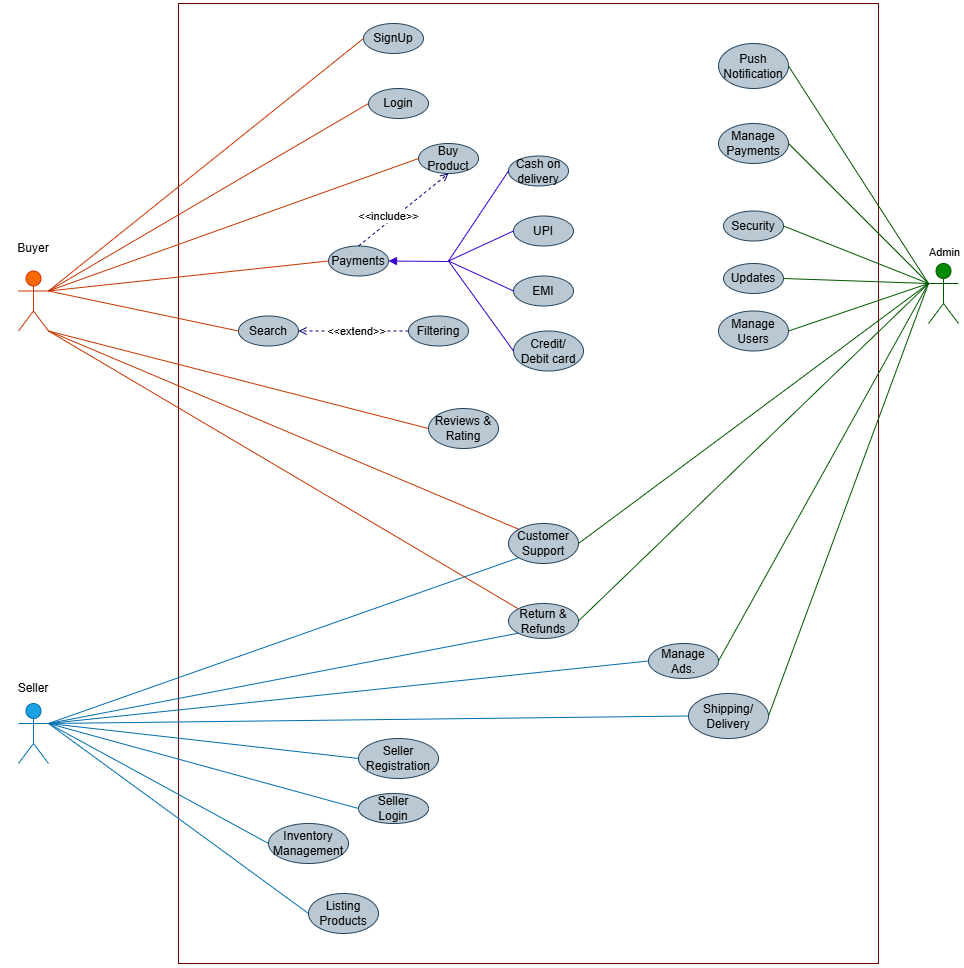 SignUp
Push
Notification
Login
Manage
Payments
Buy
Product
Cash on
delivery
<<include>>
Security
UPI
Buyer
Admin
Payments
Updates
EMI
Search
<<extend>>
Filtering
Manage
Users
Credit/
Debit card
Reviews &
Rating
Customer
Support
Return &
Refunds
Manage
Ads.
Seller
Shipping/
Delivery
Seller
Registration
Seller
Login
Inventory
Management
Listing
Products